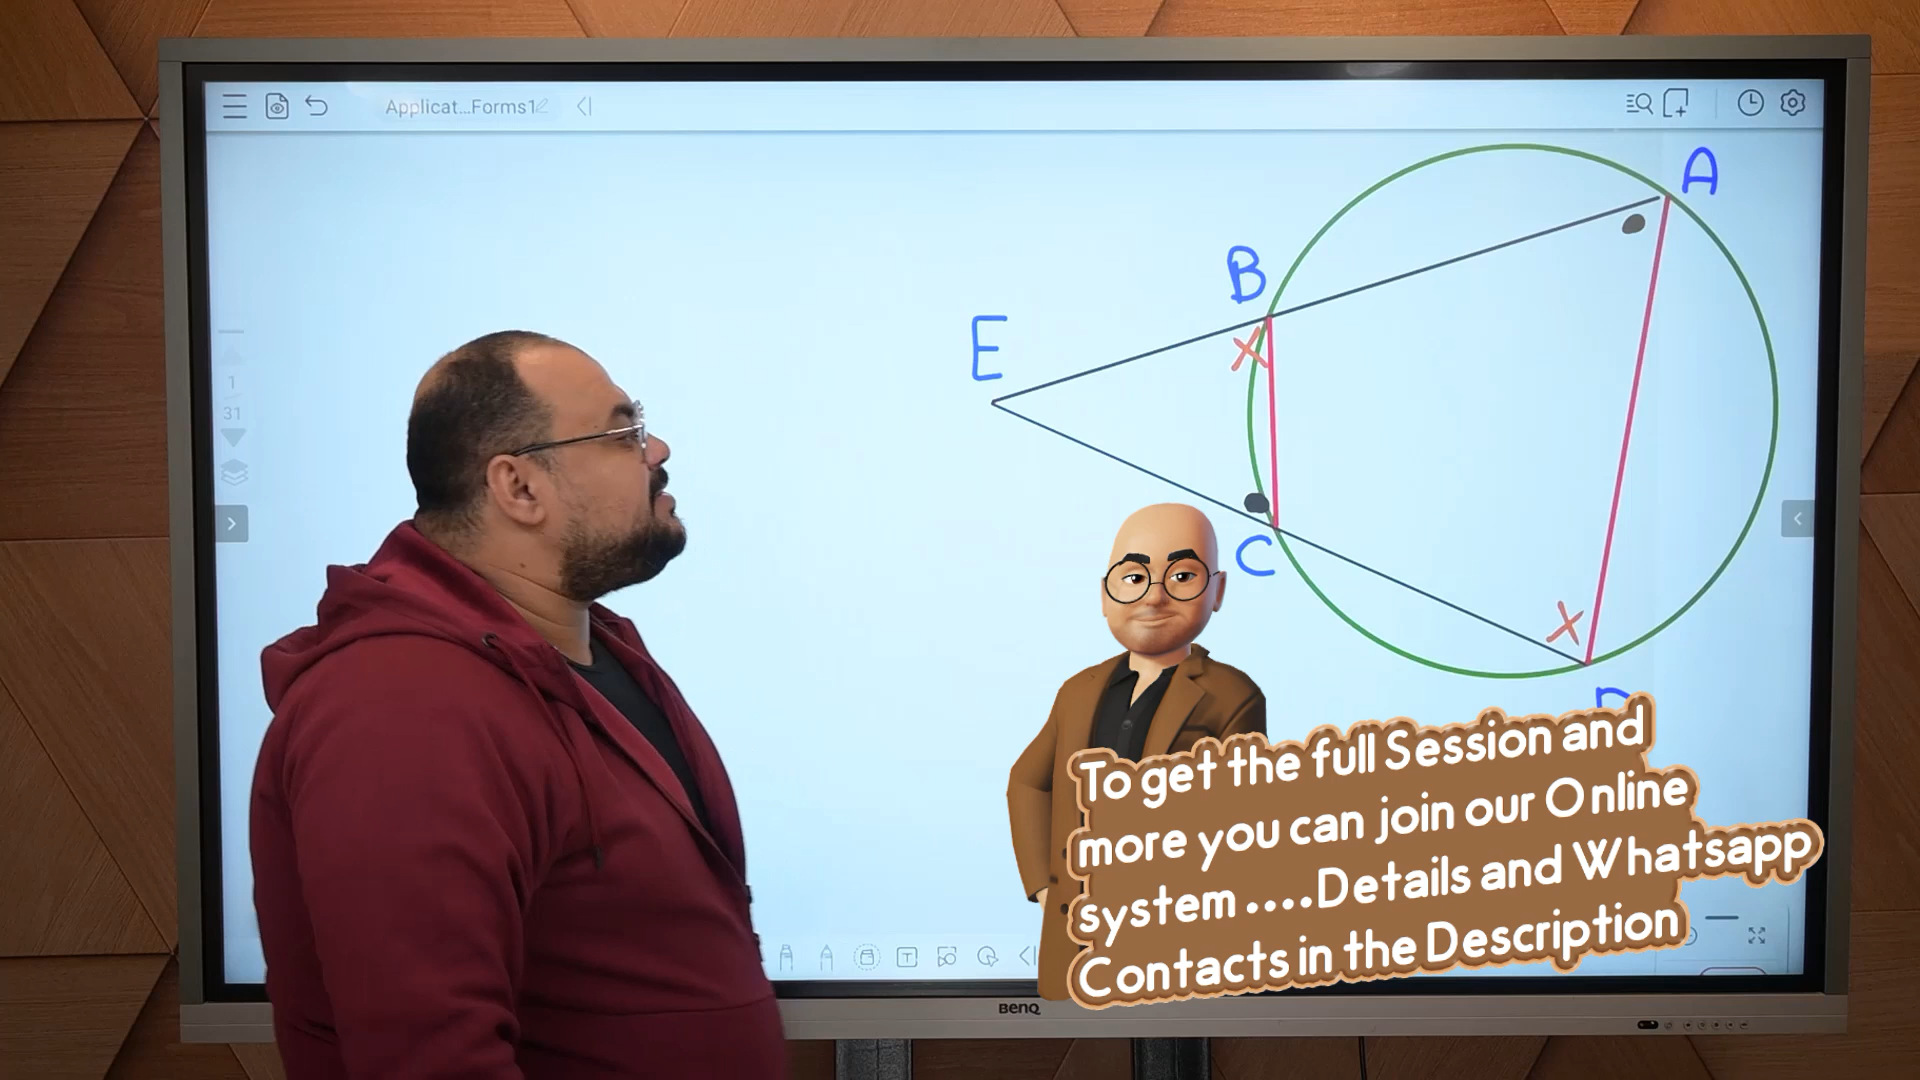 Applicat...Forms1
A
B
E
1
31
C
To get the full Session and
more you can join our Online
system ....Details and Whatsapp
Contacts in the Description
BenQ